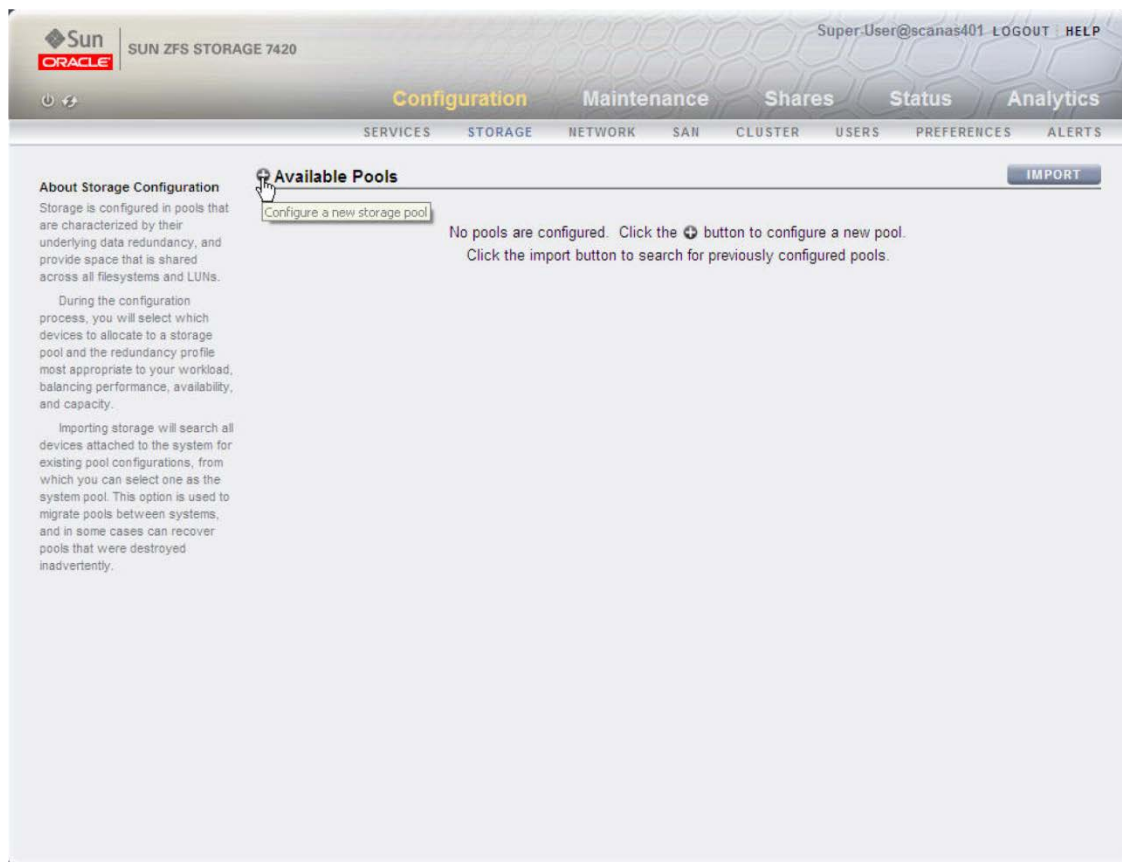 Sun
ORACLE
SUN ZFS STORAGE 7420
Super-User@scanas401 LOGOUT HELP
Configuration Maintenance Shares Status Analytics
SERVICES STORAGE NETWORK SAN CLUSTER USERS PREFERENCES ALERTS
About Storage Configuration
Storage is configured in pools that
are characterized by their
underlying data redundancy, and
provide space that is shared
across all filesystems and LUNs.
During the configuration
process, you will select which
devices to allocate to a storage
pool and the redundancy profile
most appropriate to your workload,
balancing performance, availability,
and capacity.
Importing storage will search all
devices attached to the system for
existing pool configurations, from
which you can select one as the
system pool. This option is used to
migrate pools between systems,
and in some cases can recover
pools that were destroyed
inadvertently.
Available Pools
IMPORT
Configure a new storage pool
No pools are configured. Click the button to configure a new pool.
Click the import button to search for previously configured pools.